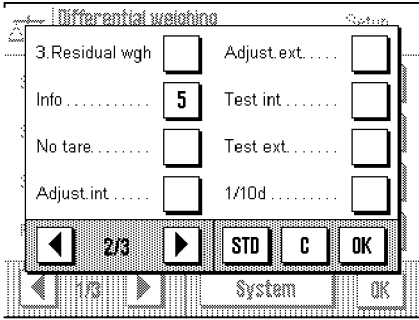 Differential weighing Setup
3.Residual wgh Adjust.ext.....
Info........... 5 Test int.......
No tare........ Test ext.......
Adjust.int..... 1/10d..........
2/3 STD C OK
1/3 System OK